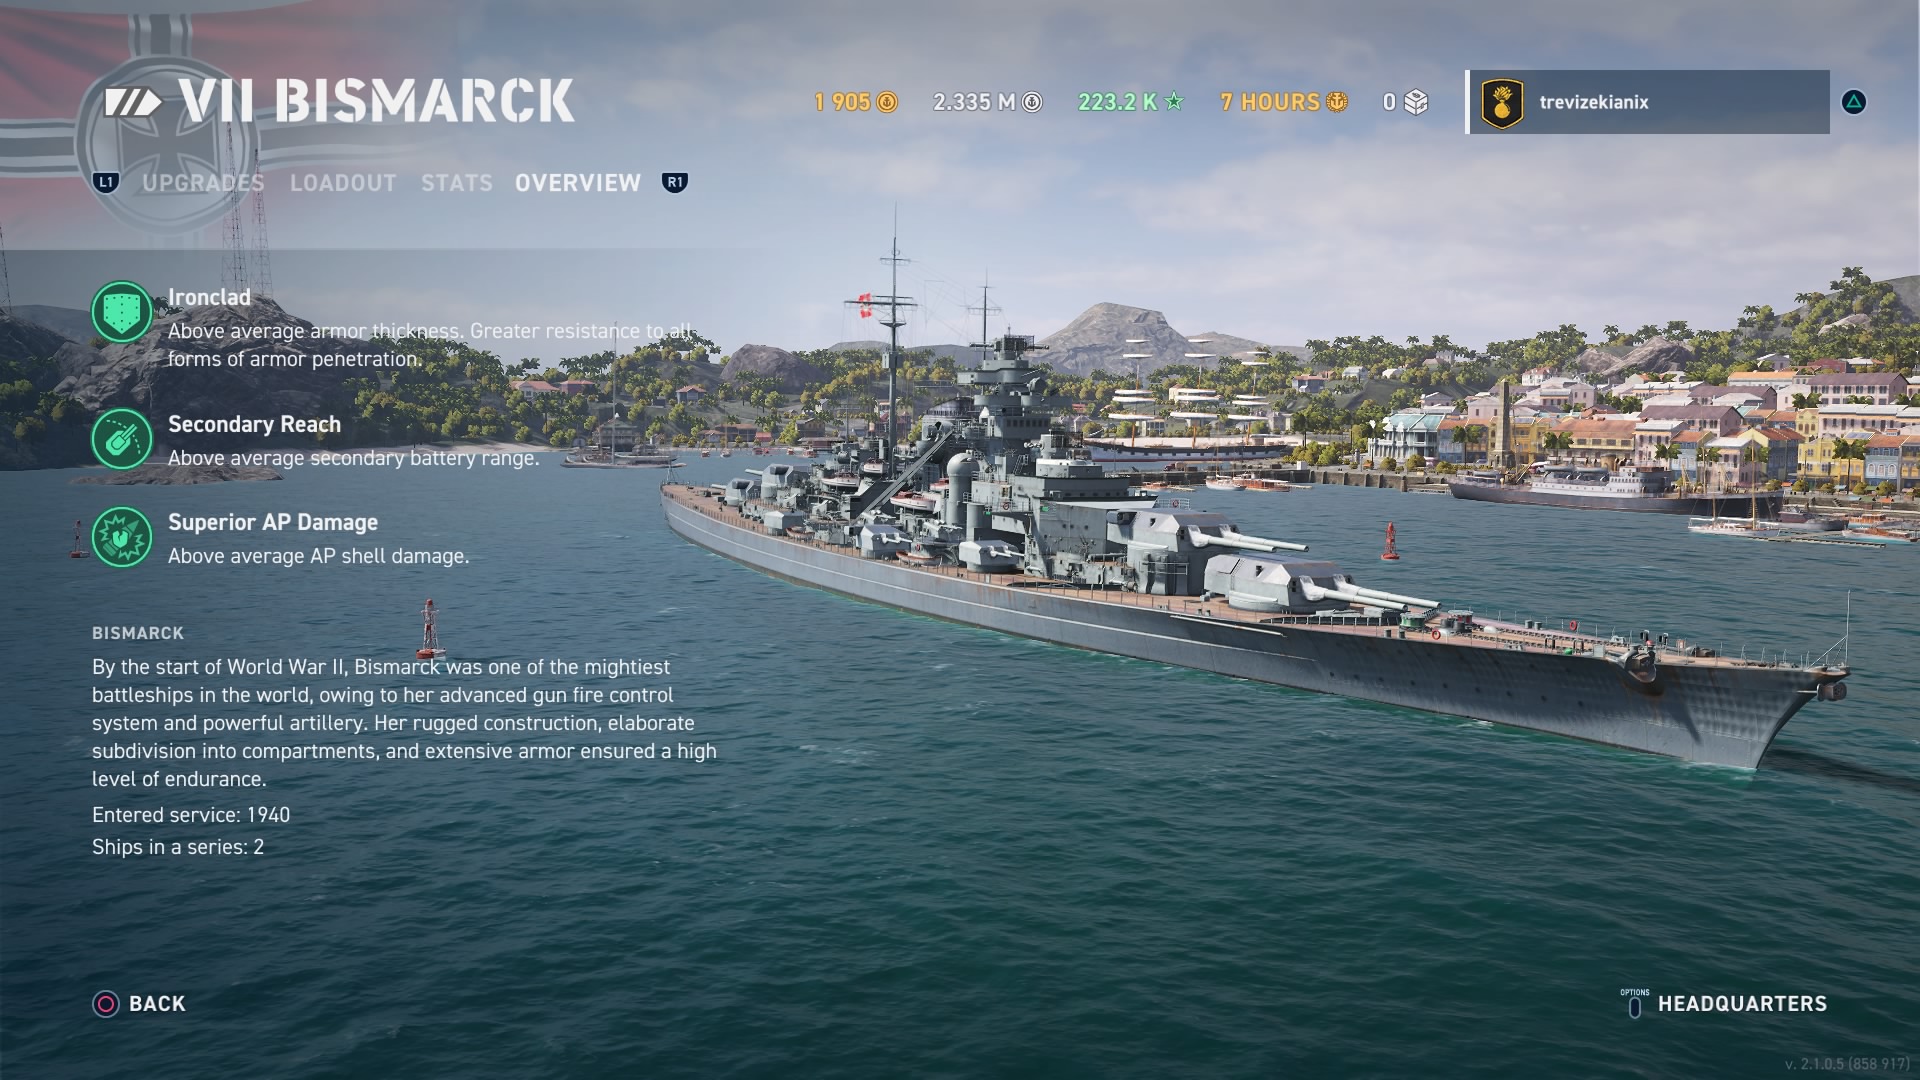 VII BISMARCK
1 905
2.335 M
223.2 K
7 HOURS
0
trevizekianix
L1 UPGRADES LOADOUT STATS OVERVIEW R1
Ironclad
Above average armor thickness. Greater resistance to all
forms of armor penetration.
Secondary Reach
Above average secondary battery range.
Superior AP Damage
Above average AP shell damage.
BISMARCK
By the start of World War II, Bismarck was one of the mightiest
battleships in the world, owing to her advanced gun fire control
system and powerful artillery. Her rugged construction, elaborate
subdivision into compartments, and extensive armor ensured a high
level of endurance.
Entered service: 1940
Ships in a series: 2
BACK
OPTIONS
HEADQUARTERS
v. 2.1.0.5 (858 917)